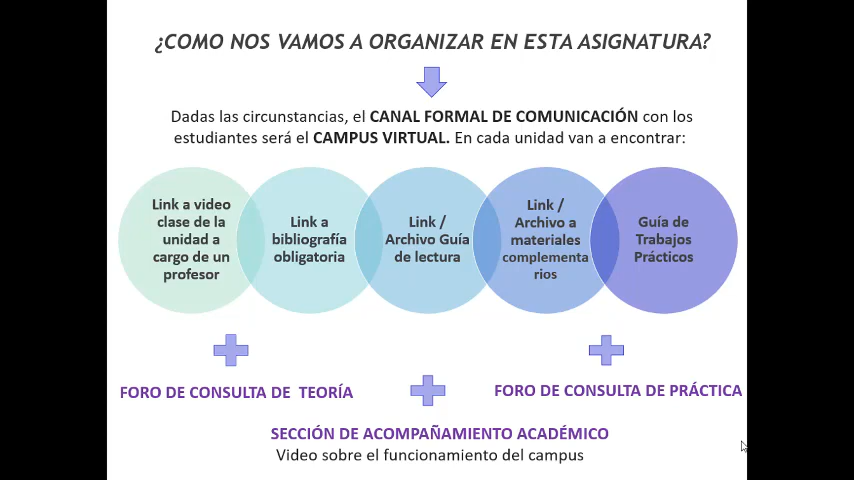 ¿COMO NOS VAMOS A ORGANIZAR EN ESTA ASIGNATURA?
Dadas las circunstancias, el CANAL FORMAL DE COMUNICACIÓN con los
estudiantes será el CAMPUS VIRTUAL. En cada unidad van a encontrar:
Link a video
clase de la
unidad a
cargo de un
profesor
Link a
bibliografía
obligatoria
Link /
Archivo Guía
de lectura
Link /
Archivo a
materiales
complementa
rios
Guía de
Trabajos
Prácticos
FORO DE CONSULTA DE TEORÍA
FORO DE CONSULTA DE PRÁCTICA
SECCIÓN DE ACOMPAÑAMIENTO ACADÉMICO
Video sobre el funcionamiento del campus